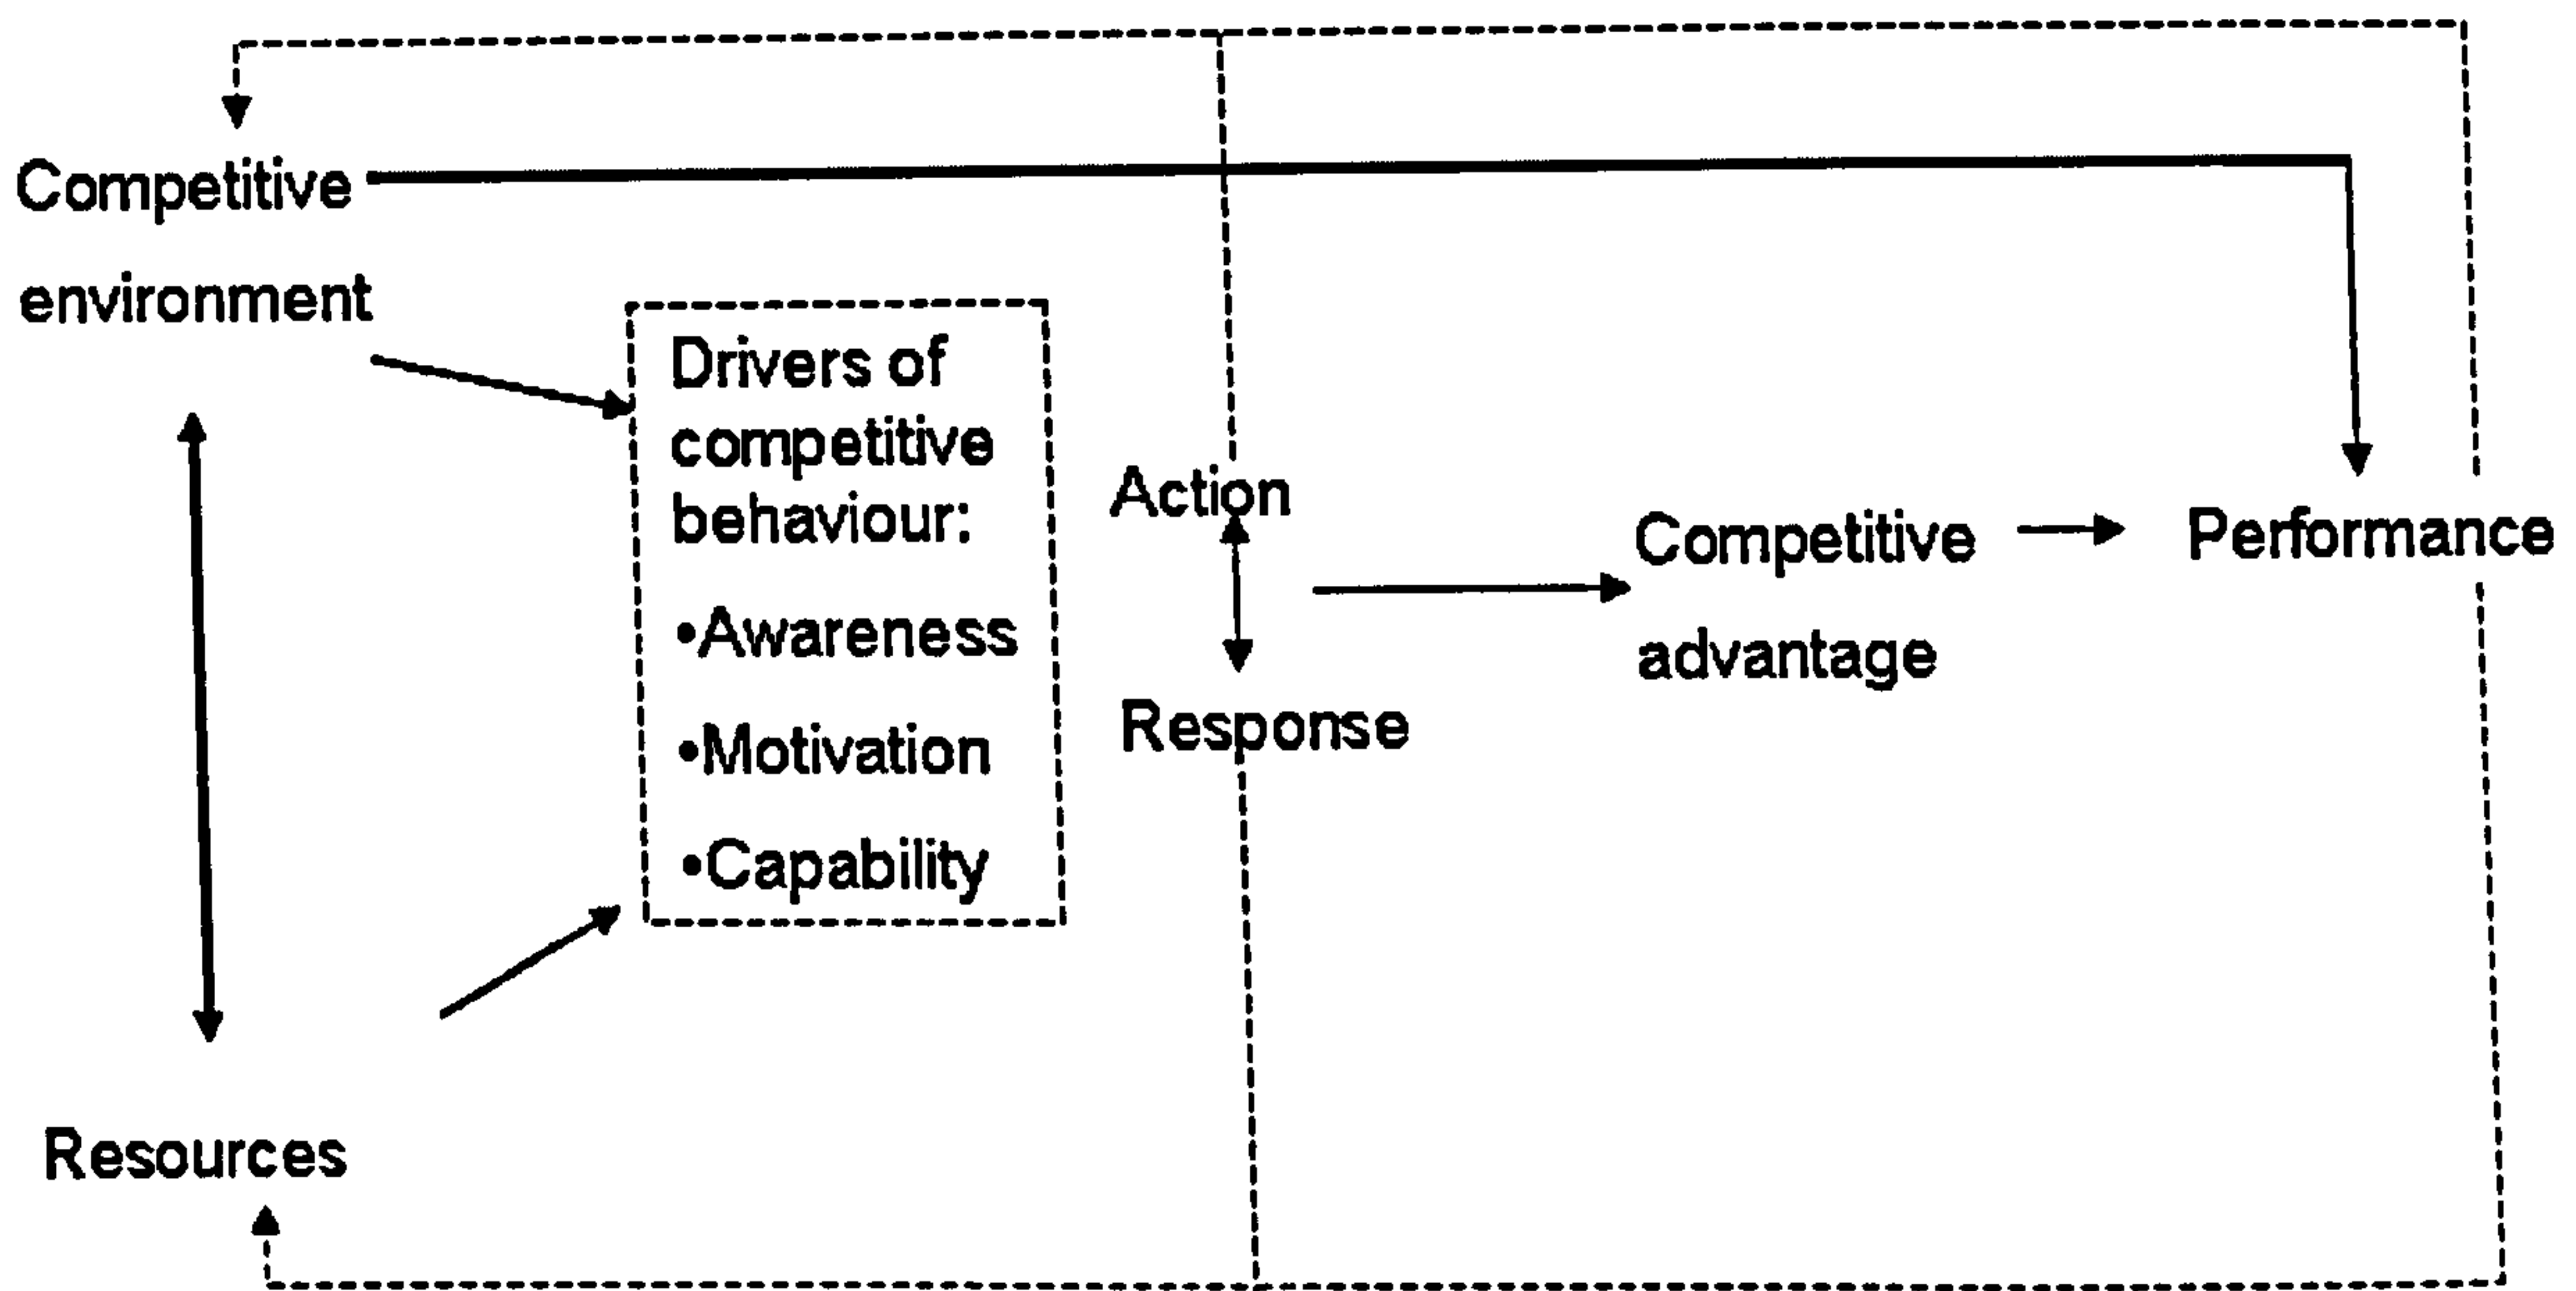 Competitive
environment
Drivers of
competitive
behaviour:
•Awareness
•Motivation
•Capability
Action
Response
Competitive
advantage
Performance
Resources